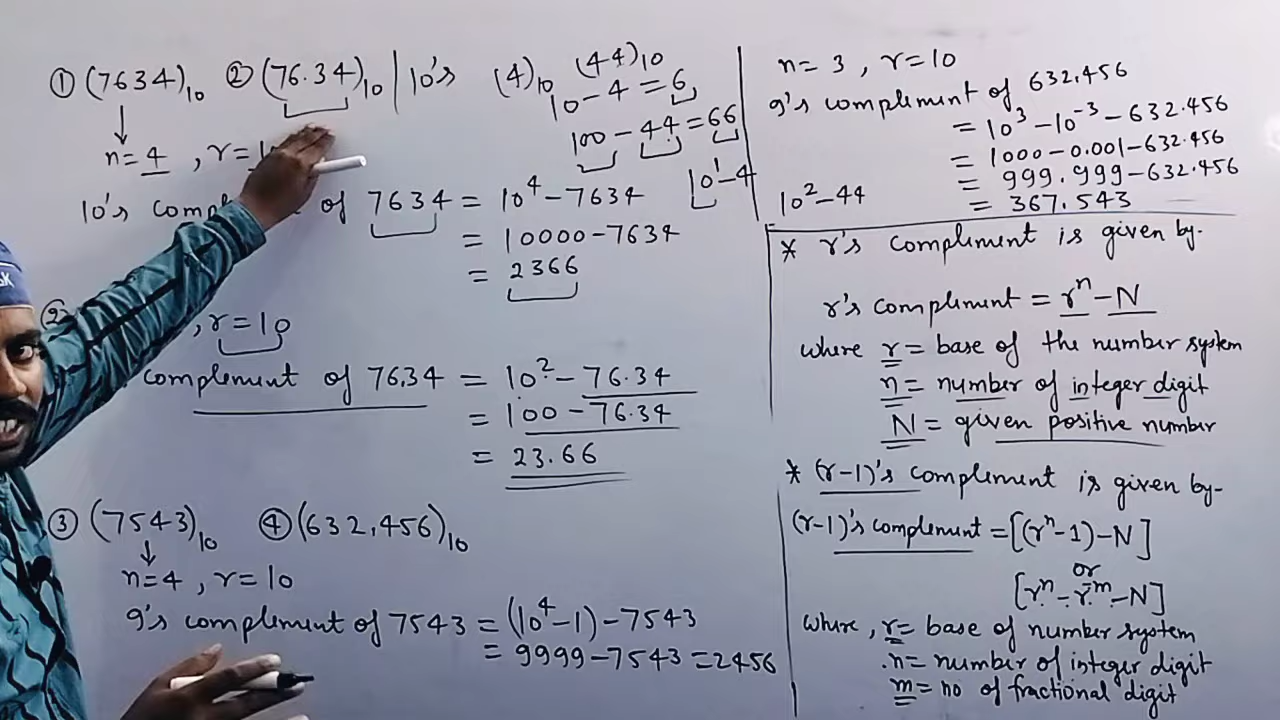 ① (7634)₁₀ ② (76.34)₁₀ | 10's (4)₁₀ (44)₁₀
10 - 4 = 6
100 - 44 = 66
n = 4 , r = 1
10¹ - 4
10² - 44
10's comp of 7634 = 10⁴ - 7634
= 10000 - 7634
= 2366
② , r = 10
complement of 76.34 = 10² - 76.34
= 100 - 76.34
= 23.66
③ (7543)₁₀ ④ (632.456)₁₀
n = 4 , r = 10
9's complement of 7543 = (10⁴ - 1) - 7543
= 9999 - 7543 = 2456
n = 3 , r = 10
9's compliment of 632.456
= 10³ - 10⁻³ - 632.456
= 1000 - 0.001 - 632.456
= 999.999 - 632.456
= 367.543
* r's complement is given by-
r's compliment = rⁿ - N
where r = base of the number system
n = number of integer digit
N = given positive number
* (r-1)'s complement is given by-
(r-1)'s complement = [(rⁿ - 1) - N]
or
[rⁿ - r⁻ᵐ - N]
where, r = base of number system
n = number of integer digit
m = no of fractional digit